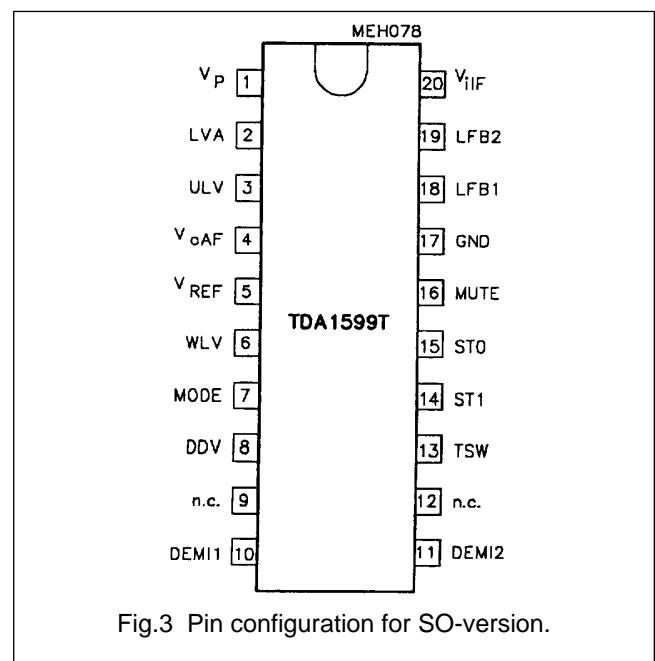 MEH078
VP 1
20 ViIF
LVA 2
19 LFB2
ULV 3
18 LFB1
VoAF 4
17 GND
VREF 5
16 MUTE
TDA1599T
WLV 6
15 ST0
MODE 7
14 ST1
DDV 8
13 TSW
n.c. 9
12 n.c.
DEMI1 10
11 DEMI2
Fig.3 Pin configuration for SO-version.